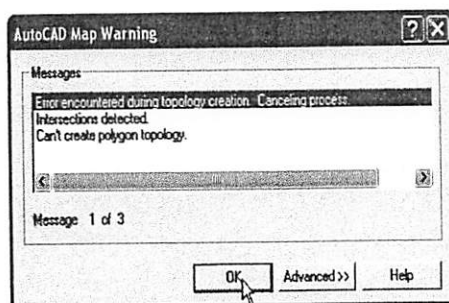 AutoCAD Map Warning
Messages
Error encountered during topology creation. Canceling process.
Intersections detected.
Can't create polygon topology.
Message 1 of 3
OK
Advanced >>
Help